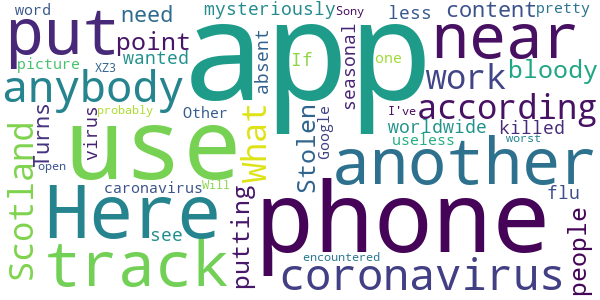 word
need
mysteriously
Sony
less
content
pretty
put
point
app
absent
If
seasonal
one
near
picture
XZ3
wanted
work
bloody
anybody
Other
I've
according
Scotland
Turns
virus
probably
use
What
Stolen
Google
worldwide
killed
useless
worst
open
another
caronavirus
Will
Here
see
putting
phone
flu
people
track
encountered
coronavirus